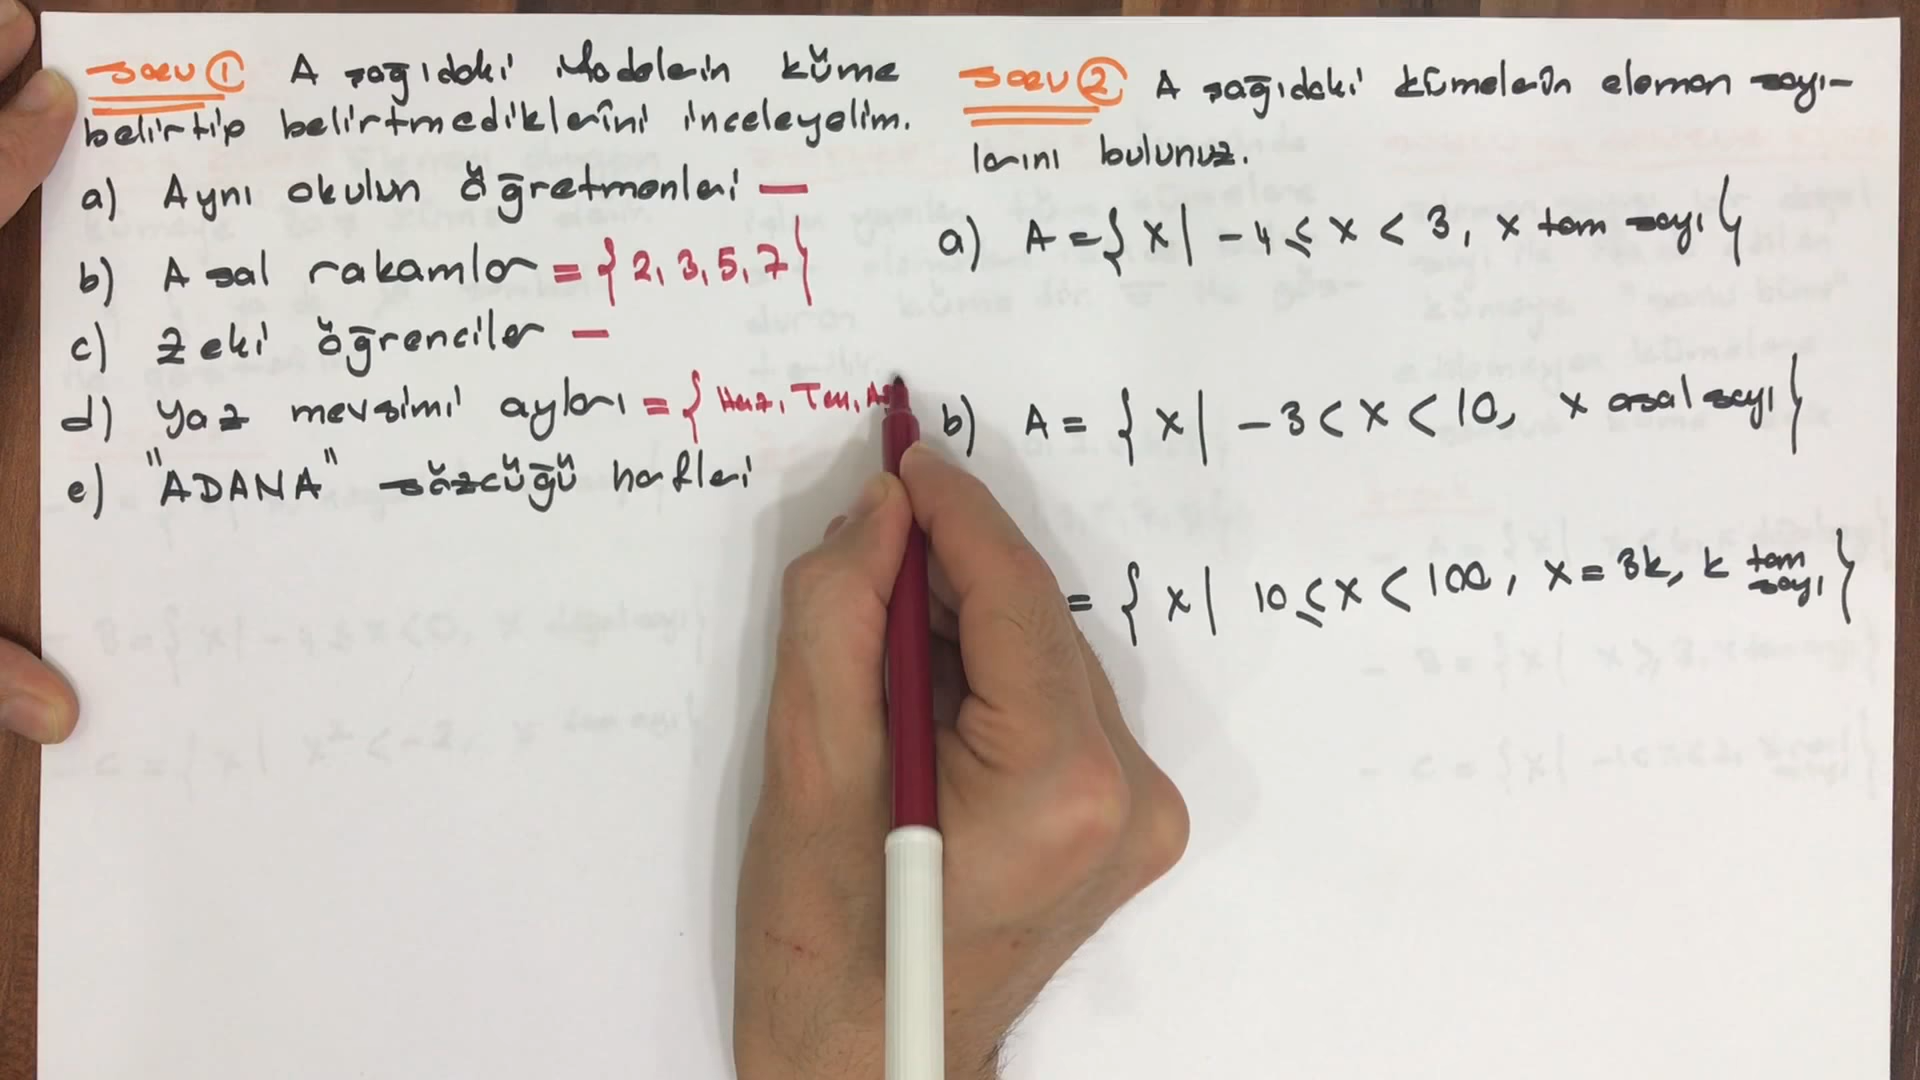 SORU 1 Aşağıdaki ifadelerin küme
belirtip belirtmediklerini inceleyelim.
a) Aynı okulun öğretmenleri —
b) Asal rakamlar = { 2, 3, 5, 7 }
c) Zeki öğrenciler —
d) Yaz mevsimi ayları = { Haz, Tem,
e) "ADANA" sözcüğü harfleri
SORU 2 Aşağıdaki kümelerin eleman sayı-
larını bulunuz.
a) A = { x | -4 ≤ x < 3, x tam sayı }
b) A = { x | -3 < x < 10, x asal sayı }
= { x | 10 ≤ x < 100, x = 3k, k tam sayı }